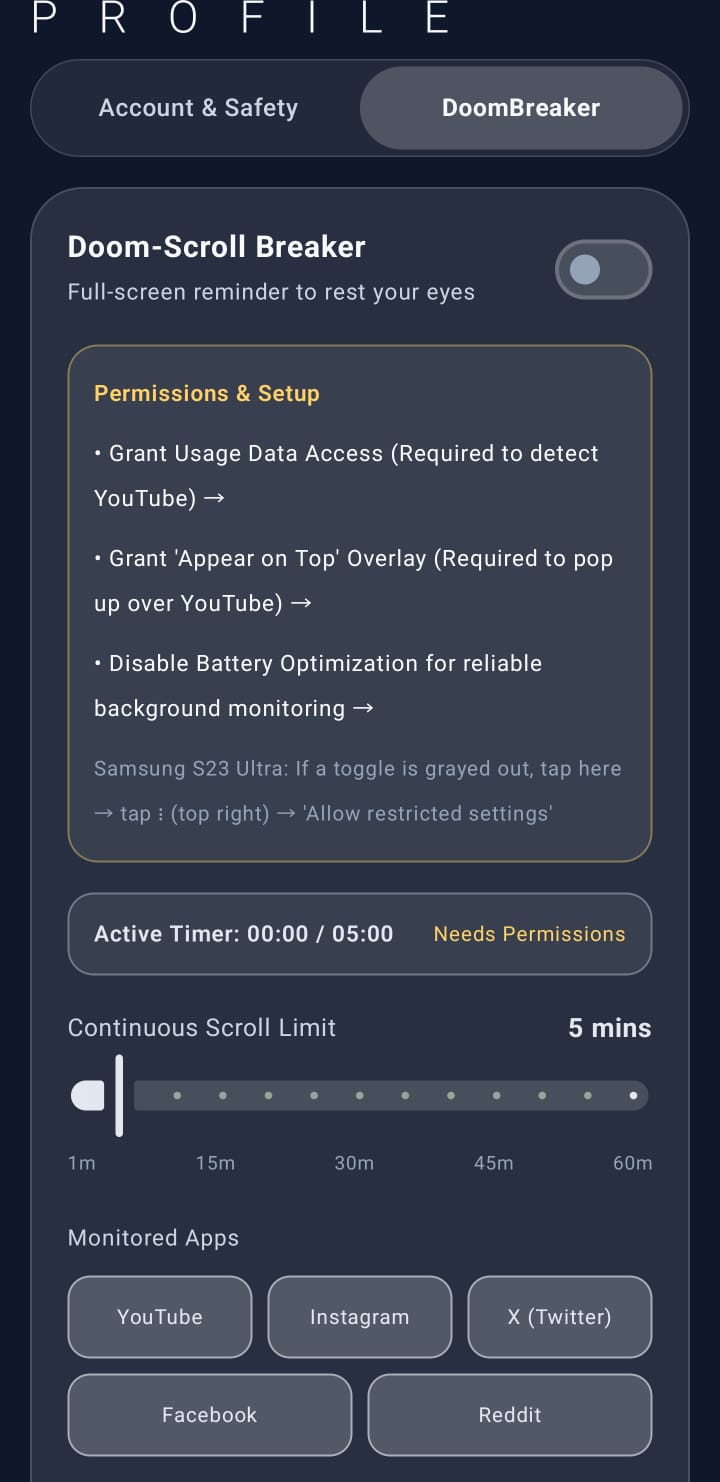 PROFILE
Account & Safety
DoomBreaker
Doom-Scroll Breaker
Full-screen reminder to rest your eyes
Permissions & Setup
• Grant Usage Data Access (Required to detect
YouTube) →
• Grant 'Appear on Top' Overlay (Required to pop
up over YouTube) →
• Disable Battery Optimization for reliable
background monitoring →
Samsung S23 Ultra: If a toggle is grayed out, tap here
→ tap ⋮ (top right) → 'Allow restricted settings'
Active Timer: 00:00 / 05:00 Needs Permissions
Continuous Scroll Limit 5 mins
1m 15m 30m 45m 60m
Monitored Apps
YouTube Instagram X (Twitter)
Facebook Reddit